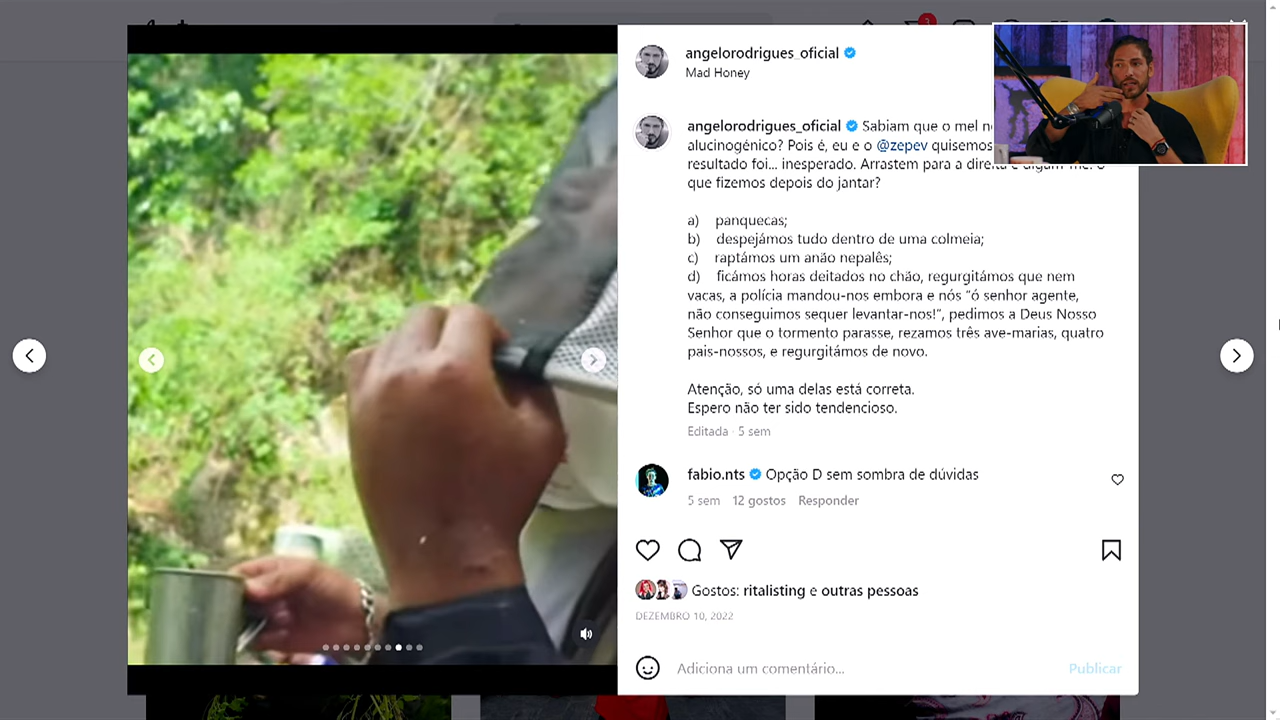 angelorodrigues_oficial
Mad Honey
angelorodrigues_oficial Sabiam que o mel
alucinogénico? Pois é, eu e o @zepev quisemos
resultado foi... inesperado. Arrastem para a direita e digam-me: o
que fizemos depois do jantar?
a) panquecas;
b) despejámos tudo dentro de uma colmeia;
c) raptámos um anão nepalês;
d) ficámos horas deitados no chão, regurgitámos que nem
vacas, a polícia mandou-nos embora e nós “ó senhor agente,
não conseguimos sequer levantar-nos!”, pedimos a Deus Nosso
Senhor que o tormento parasse, rezamos três ave-marias, quatro
pais-nossos, e regurgitámos de novo.
Atenção, só uma delas está correta.
Espero não ter sido tendencioso.
Editada · 5 sem
fabio.nts Opção D sem sombra de dúvidas
5 sem 12 gostos Responder
Gostos: ritalisting e outras pessoas
DEZEMBRO 10, 2022
Adiciona um comentário... Publicar